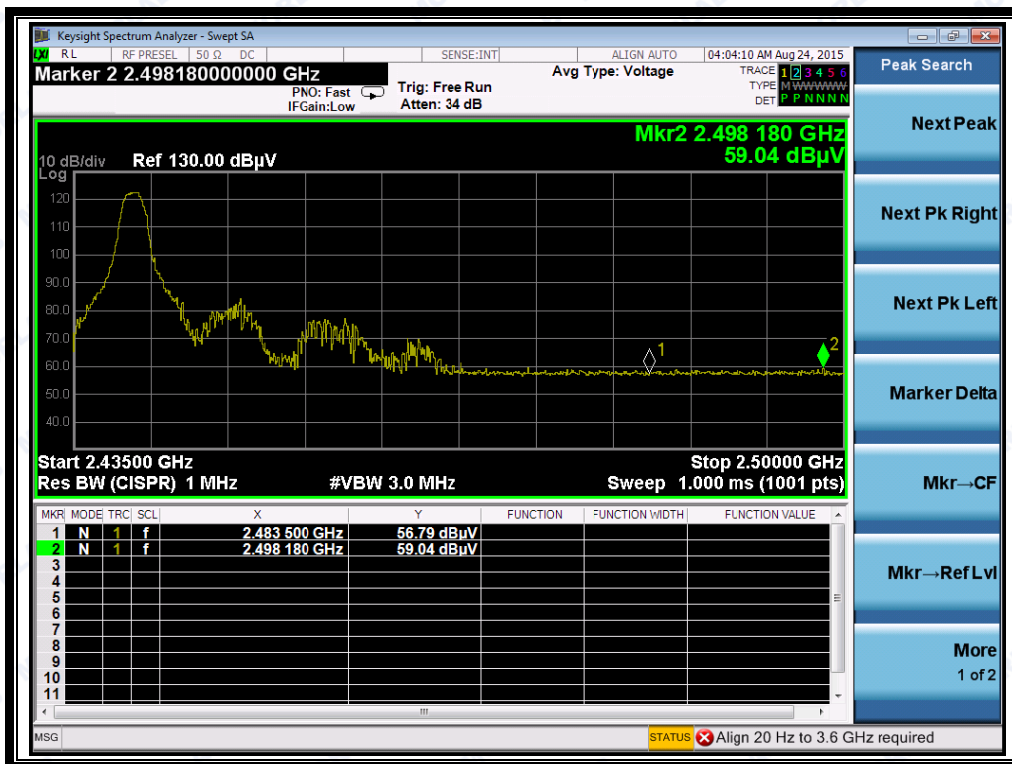 Keysight Spectrum Analyzer - Swept SA
LXI RL RF PRESEL 50 Ω DC SENSE:INT ALIGN AUTO 04:04:10 AM Aug 24, 2015
Marker 2 2.498180000000 GHz Avg Type: Voltage TRACE 1 2 3 4 5 6
PNO: Fast Trig: Free Run TYPE M WWWWW
IFGain:Low Atten: 34 dB DET P P N N N N
Mkr2 2.498 180 GHz
10 dB/div Ref 130.00 dBµV 59.04 dBµV
Log
120
110
100
90.0
80.0
70.0
60.0
50.0
40.0
1
2
Start 2.43500 GHz Stop 2.50000 GHz
Res BW (CISPR) 1 MHz #VBW 3.0 MHz Sweep 1.000 ms (1001 pts)
MKR MODE TRC SCL X Y FUNCTION FUNCTION WIDTH FUNCTION VALUE
1 N 1 f 2.483 500 GHz 56.79 dBµV
2 N 1 f 2.498 180 GHz 59.04 dBµV
3
4
5
6
7
8
9
10
11
MSG STATUS Align 20 Hz to 3.6 GHz required
Peak Search
Next Peak
Next Pk Right
Next Pk Left
Marker Delta
Mkr→CF
Mkr→Ref Lvl
More
1 of 2